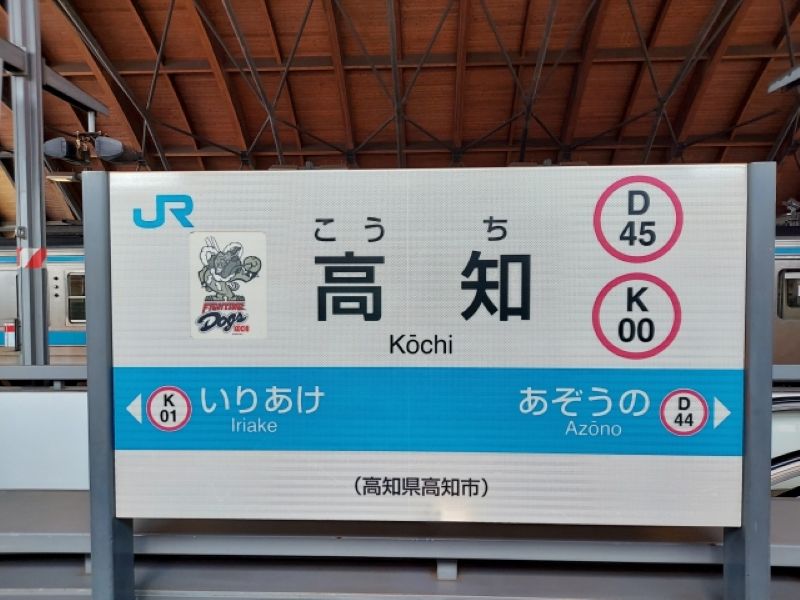 JR
こうち
高知
Kōchi
D
45
K
00
FIGHTING
Dogs
KOCHI
K
01
いりあけ
Iriake
あぞうの
Azōno
D
44
(高知県高知市)